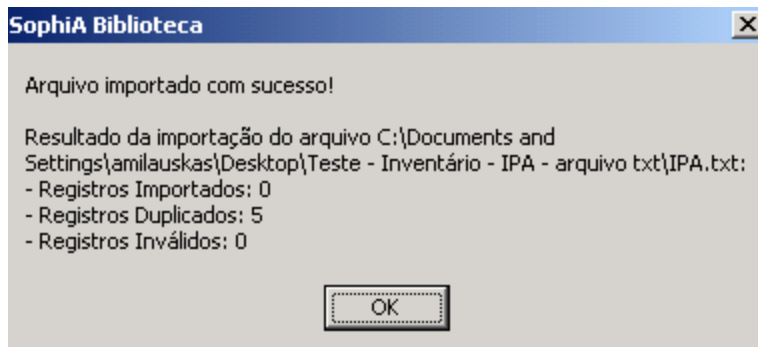 SophiA Biblioteca
Arquivo importado com sucesso!
Resultado da importação do arquivo C:\Documents and
Settings\amilauskas\Desktop\Teste - Inventário - IPA - arquivo txt\IPA.txt:
- Registros Importados: 0
- Registros Duplicados: 5
- Registros Inválidos: 0
OK